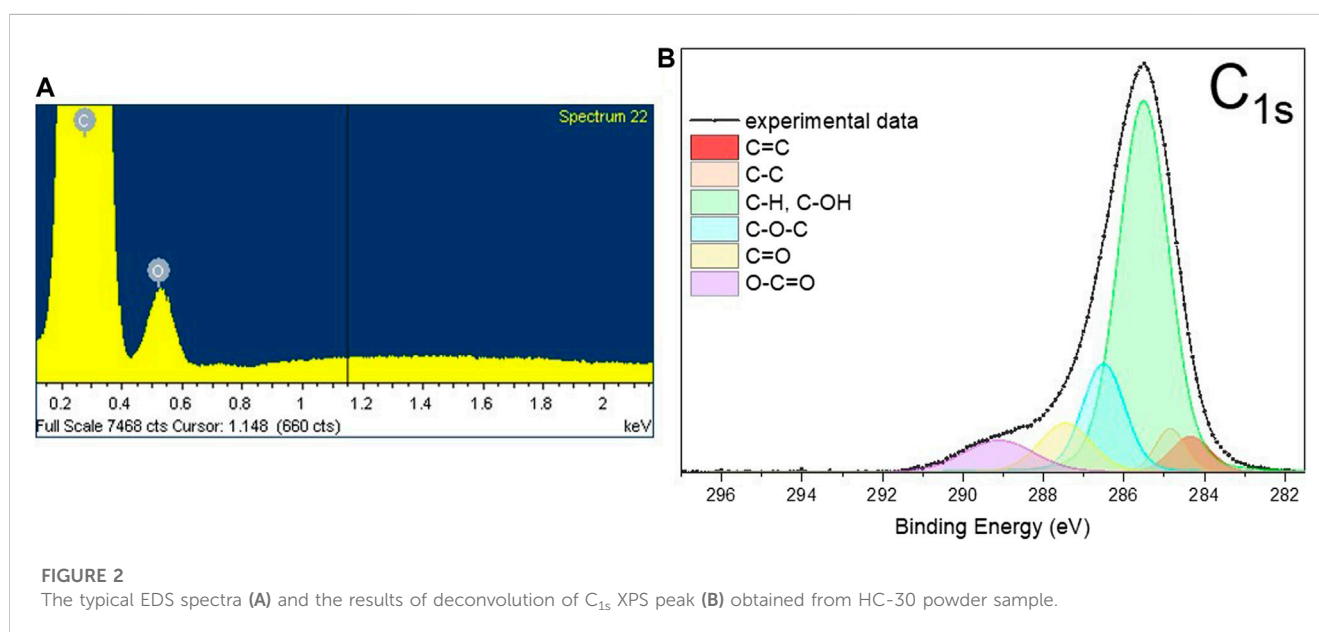 A
Spectrum 22
C
O
0.2 0.4 0.6 0.8 1 1.2 1.4 1.6 1.8 2
Full Scale 7468 cts Cursor: 1.148 (660 cts) keV
B
C1s
experimental data
C=C
C-C
C-H, C-OH
C-O-C
C=O
O-C=O
296 294 292 290 288 286 284 282
Binding Energy (eV)
FIGURE 2
The typical EDS spectra (A) and the results of deconvolution of C1s XPS peak (B) obtained from HC-30 powder sample.